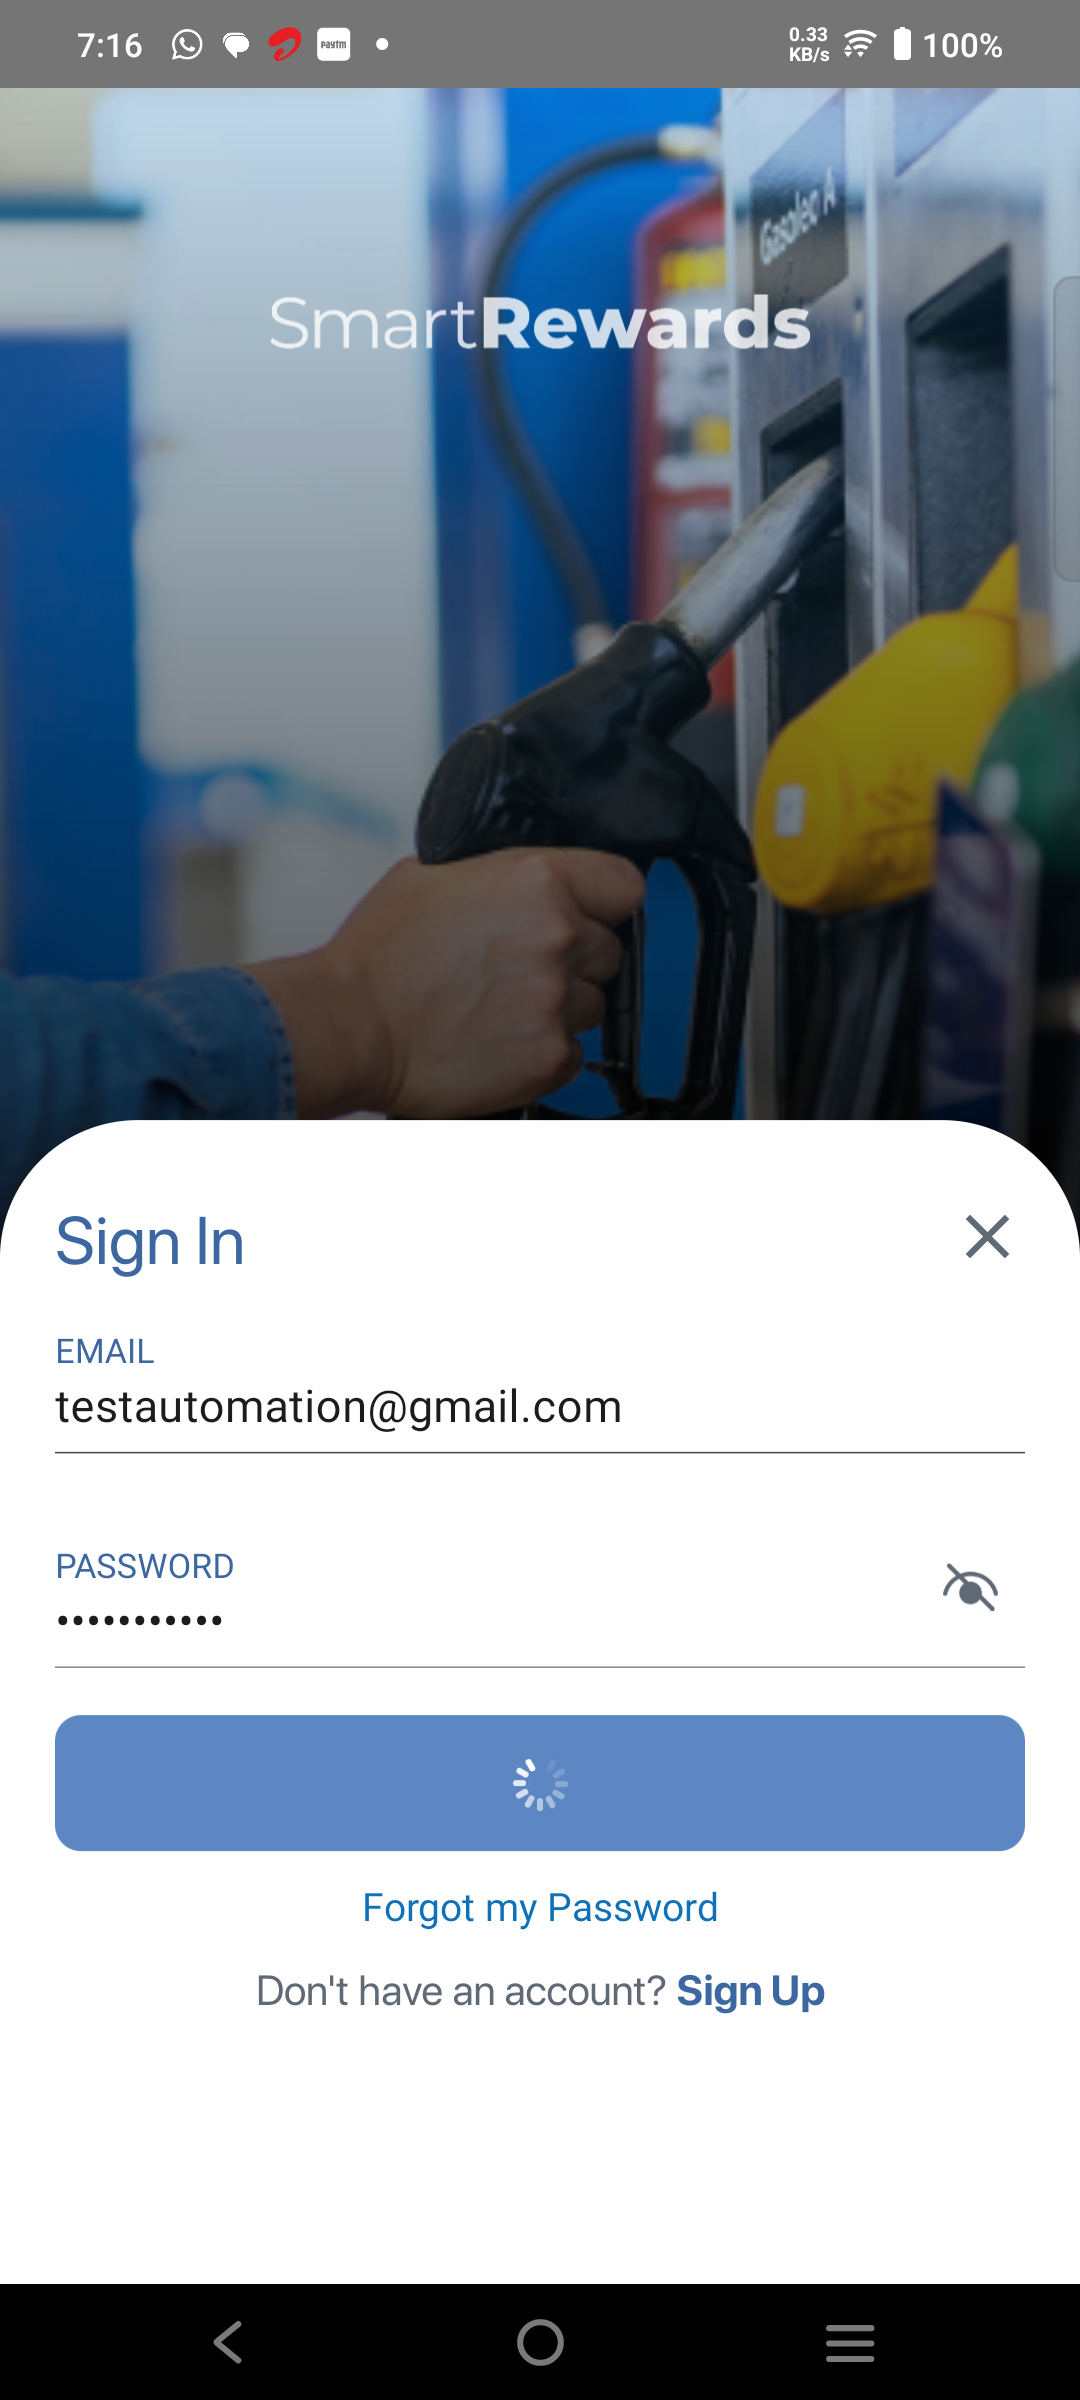 7:16
paytm
0.33
KB/s
100%
Gasoleo A
SmartRewards
Sign In
EMAIL
testautomation@gmail.com
PASSWORD
•••••••••••
Forgot my Password
Don't have an account? Sign Up